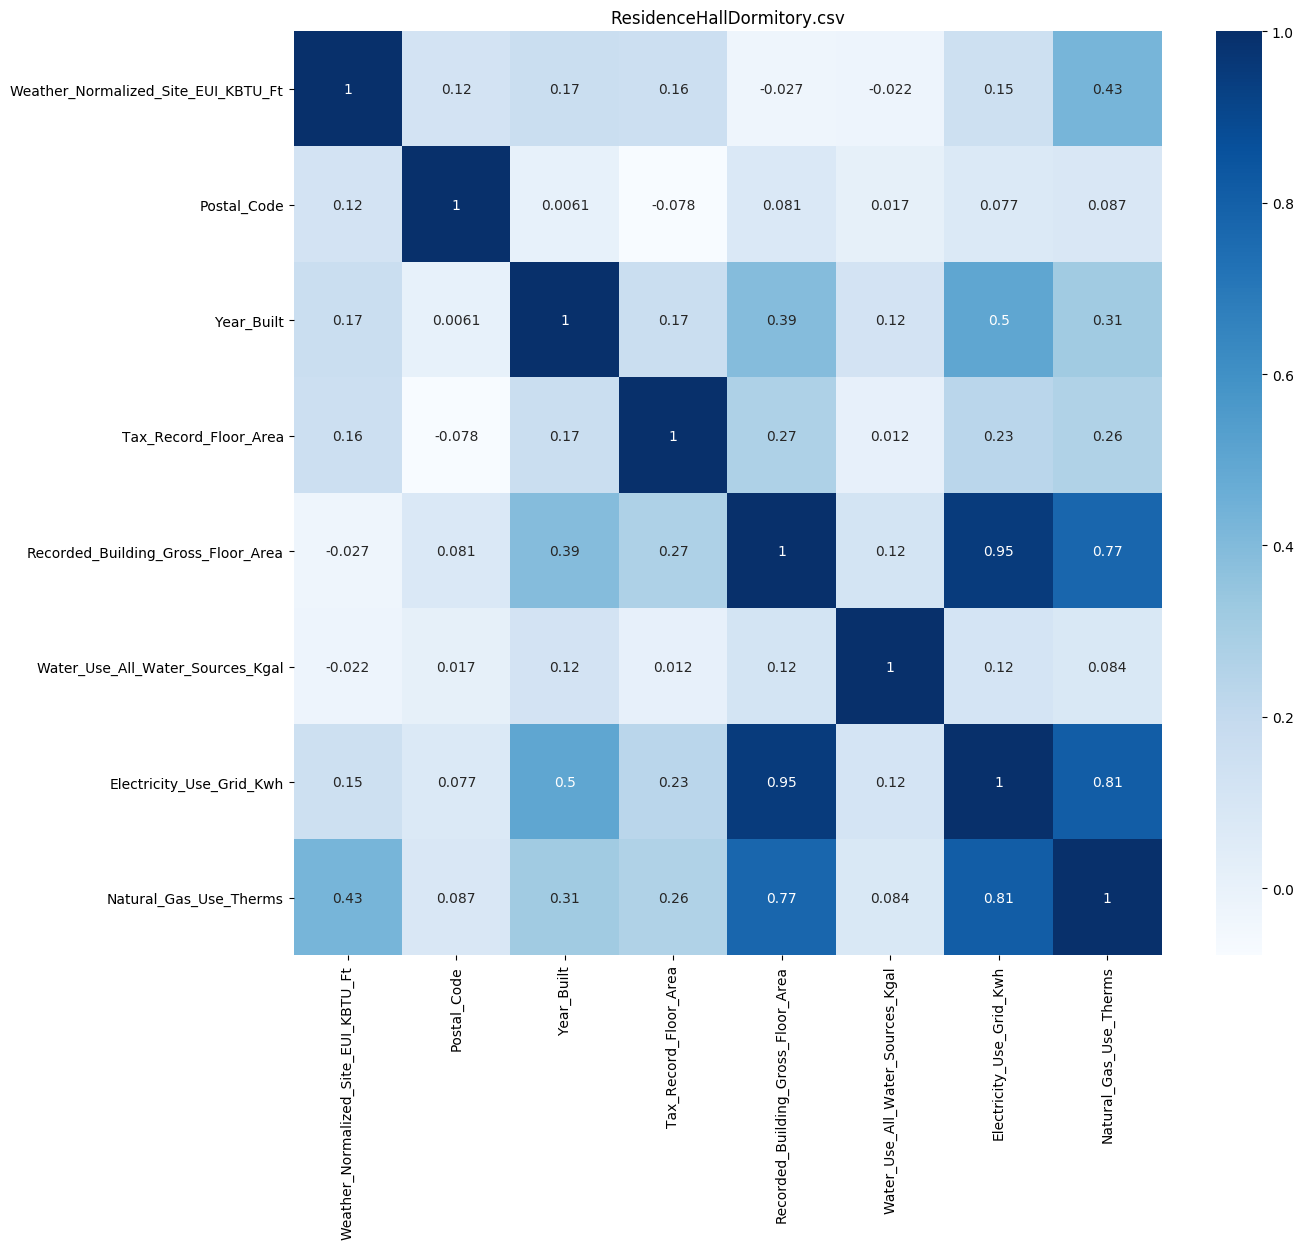 ResidenceHallDormitory.csv
Weather_Normalized_Site_EUI_KBTU_Ft 1 0.12 0.17 0.16 -0.027 -0.022 0.15 0.43
Postal_Code 0.12 1 0.0061 -0.078 0.081 0.017 0.077 0.087
Year_Built 0.17 0.0061 1 0.17 0.39 0.12 0.5 0.31
Tax_Record_Floor_Area 0.16 -0.078 0.17 1 0.27 0.012 0.23 0.26
Recorded_Building_Gross_Floor_Area -0.027 0.081 0.39 0.27 1 0.12 0.95 0.77
Water_Use_All_Water_Sources_Kgal -0.022 0.017 0.12 0.012 0.12 1 0.12 0.084
Electricity_Use_Grid_Kwh 0.15 0.077 0.5 0.23 0.95 0.12 1 0.81
Natural_Gas_Use_Therms 0.43 0.087 0.31 0.26 0.77 0.084 0.81 1
Weather_Normalized_Site_EUI_KBTU_Ft
Postal_Code
Year_Built
Tax_Record_Floor_Area
Recorded_Building_Gross_Floor_Area
Water_Use_All_Water_Sources_Kgal
Electricity_Use_Grid_Kwh
Natural_Gas_Use_Therms
1.0
0.8
0.6
0.4
0.2
0.0